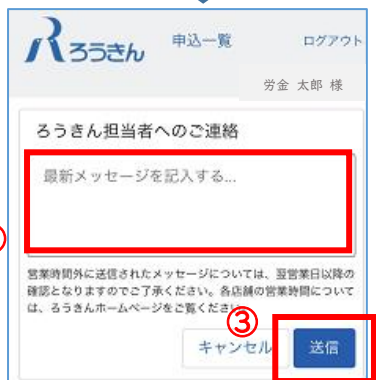 ろうきん 申込一覧 ログアウト
労金 太郎 様
ろうきん担当者へのご連絡
最新メッセージを記入する...
営業時間外に送信されたメッセージについては、翌営業日以降の
確認となりますのでご了承ください。各店舗の営業時間について
は、ろうきんホームページをご覧ください。
③
キャンセル 送信